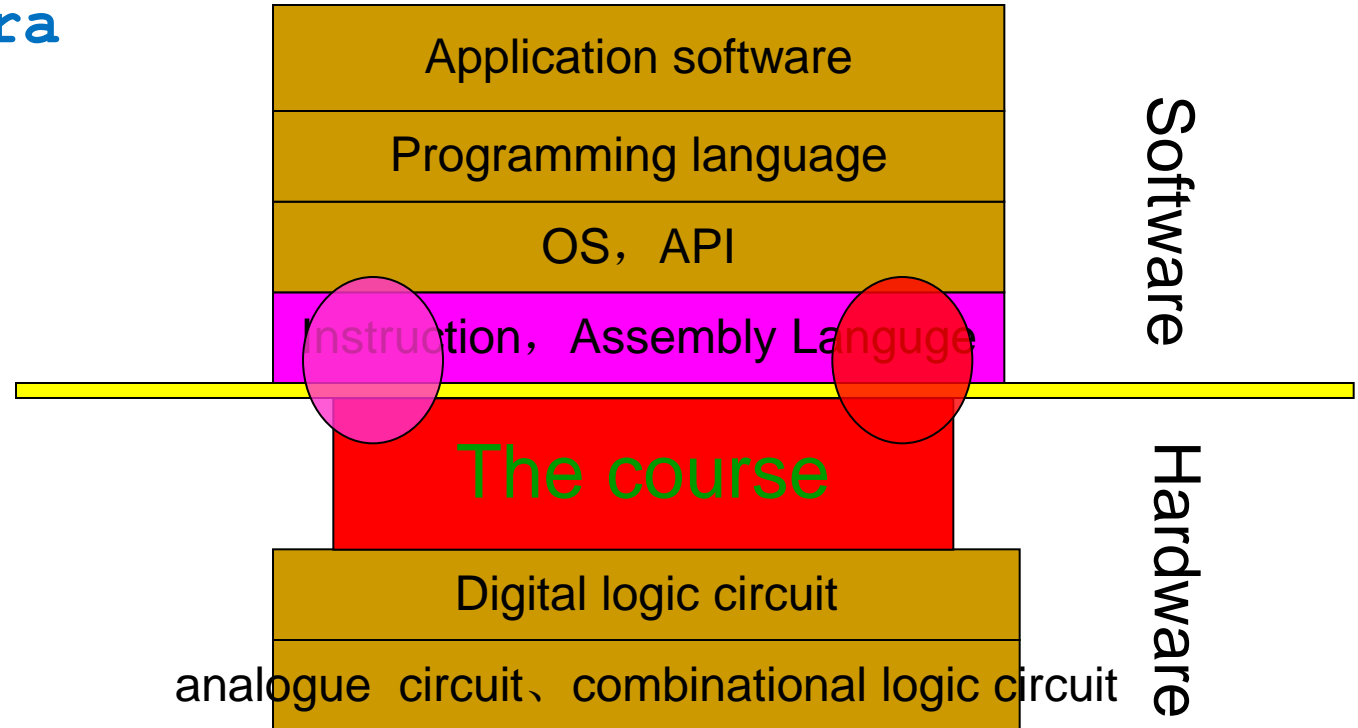 ra
Application software
Programming language
OS，API
Instruction，Assembly Languge
The course
Digital logic circuit
analogue circuit、combinational logic circuit
Software
Hardware